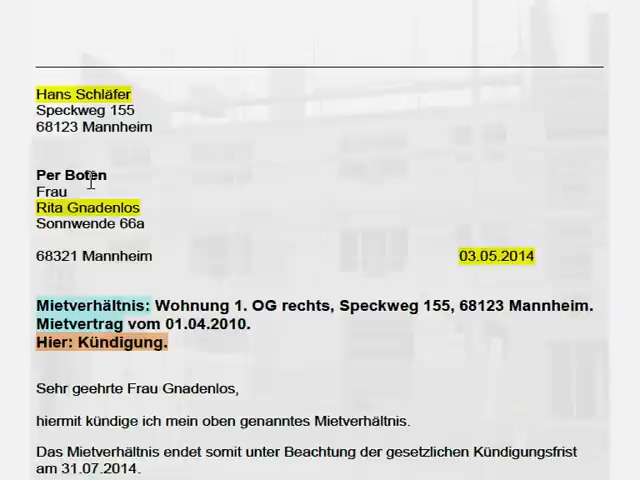 Hans Schläfer
Speckweg 155
68123 Mannheim
Per Boten
Frau
Rita Gnadenlos
Sonnwende 66a
68321 Mannheim 03.05.2014
Mietverhältnis: Wohnung 1. OG rechts, Speckweg 155, 68123 Mannheim.
Mietvertrag vom 01.04.2010.
Hier: Kündigung.
Sehr geehrte Frau Gnadenlos,
hiermit kündige ich mein oben genanntes Mietverhältnis.
Das Mietverhältnis endet somit unter Beachtung der gesetzlichen Kündigungsfrist
am 31.07.2014.